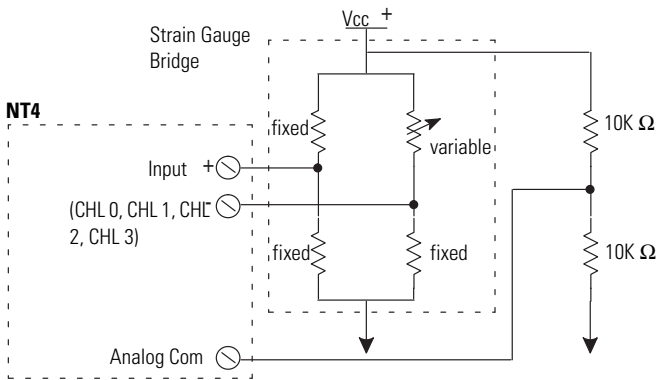 Vcc +
Strain Gauge
Bridge
NT4
fixed
variable
10K Ω
Input +
(CHL 0, CHL 1, CHL -
2, CHL 3)
fixed
fixed
10K Ω
Analog Com